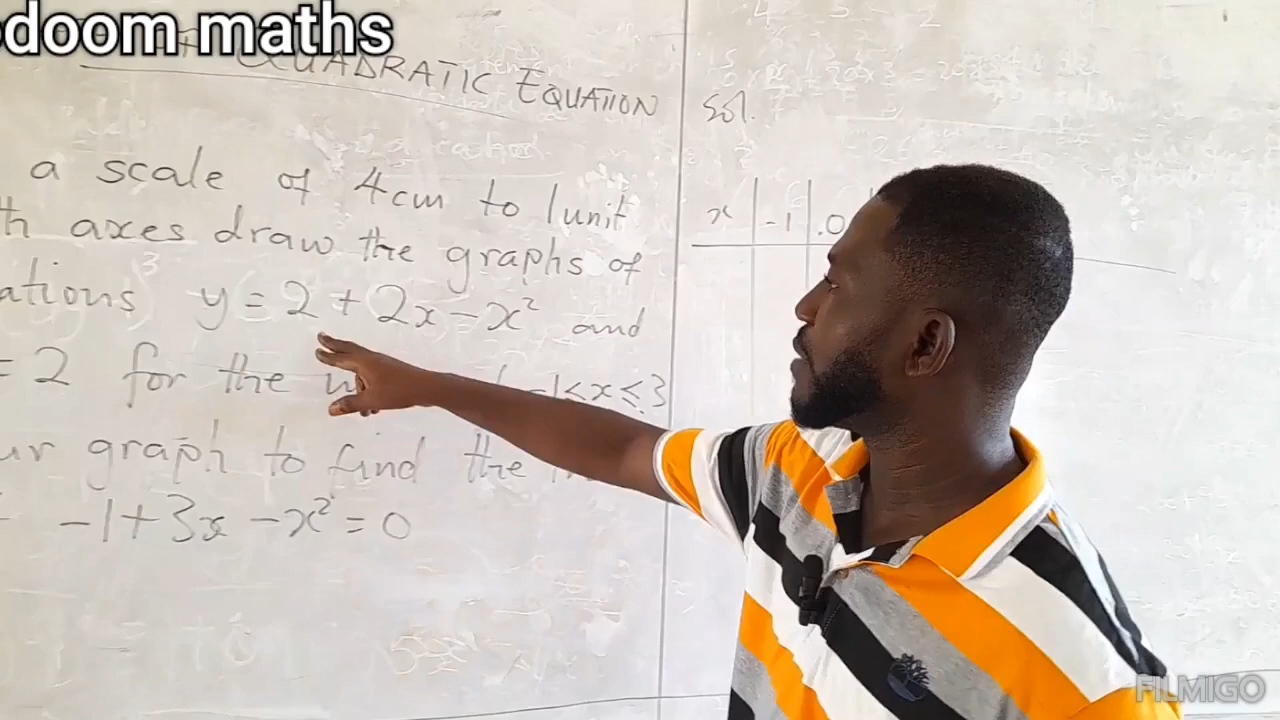 doom maths
QUADRATIC EQUATION
a scale of 4cm to 1unit
th axes draw the graphs of
ations y = 2 + 2x - x² and
= 2 for the -1 ≤ x ≤ 3
ur graph to find the
-1 + 3x - x² = 0
Sol.
x -1 0
FILMIGO